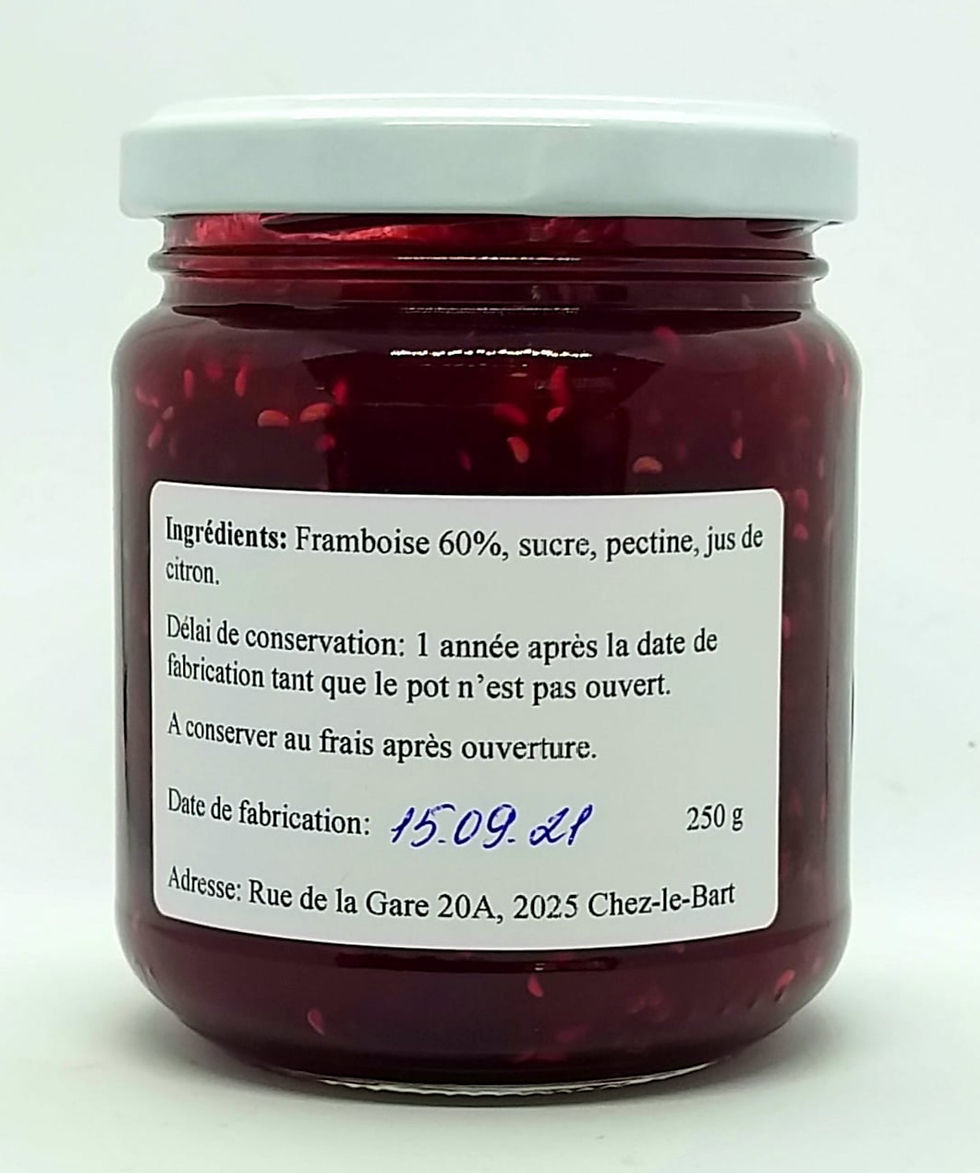 Ingrédients: Framboise 60%, sucre, pectine, jus de
citron.
Délai de conservation: 1 année après la date de
fabrication tant que le pot n’est pas ouvert.
A conserver au frais après ouverture.
Date de fabrication: 15.09.21 250 g
Adresse: Rue de la Gare 20A, 2025 Chez-le-Bart